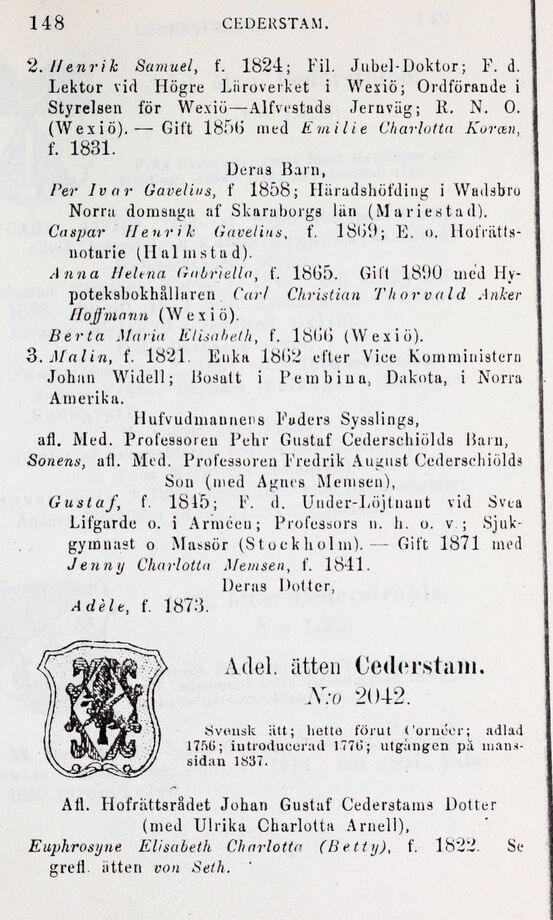 148 CEDERSTAM.
2. Henrik Samuel, f. 1824; Fil. Jubel-Doktor; F. d.
Lektor vid Högre Läroverket i Wexiö; Ordförande i
Styrelsen för Wexiö—Alfvestads Jernväg; R. N. O.
(Wexiö). — Gift 1856 med Emilie Charlotta Koræn,
f. 1831.
Deras Barn,
Per Ivar Gavelius, f 1858; Häradshöfding i Wadsbro
Norra domsaga af Skaraborgs län (Mariestad).
Caspar Henrik Gavelius, f. 1869; E. o. Hofrätts-
notarie (Halmstad).
Anna Helena Gabriella, f. 1865. Gift 1890 med Hy-
poteksbokhållaren Carl Christian Thorvald Anker
Hoffmann (Wexiö).
Berta Maria Elisabeth, f. 1866 (Wexiö).
3. Malin, f. 1821. Enka 1862 efter Vice Komministern
Johan Widell; Bosatt i Pembina, Dakota, i Norra
Amerika.
Hufvudmannens Faders Sysslings,
afl. Med. Professoren Pehr Gustaf Cederschiölds Barn,
Sonens, afl. Med. Professoren Fredrik August Cederschiölds
Son (med Agnes Memsen),
Gustaf, f. 1845; F. d. Under-Löjtnant vid Svea
Lifgarde o. i Arméen; Professors n. h. o. v.; Sjuk-
gymnast o Massör (Stockholm). — Gift 1871 med
Jenny Charlotta Memsen, f. 1841.
Deras Dotter,
Adèle, f. 1873.
Adel. ätten Cederstam.
N:o 2042.
Svensk ätt; hette förut Cornéer; adlad
1756; introducerad 1776; utgången på mans-
sidan 1837.
Afl. Hofrättsrådet Johan Gustaf Cederstams Dotter
(med Ulrika Charlotta Arnell),
Euphrosyne Elisabeth Charlotta (Betty), f. 1822. Se
grefl. ätten von Seth.